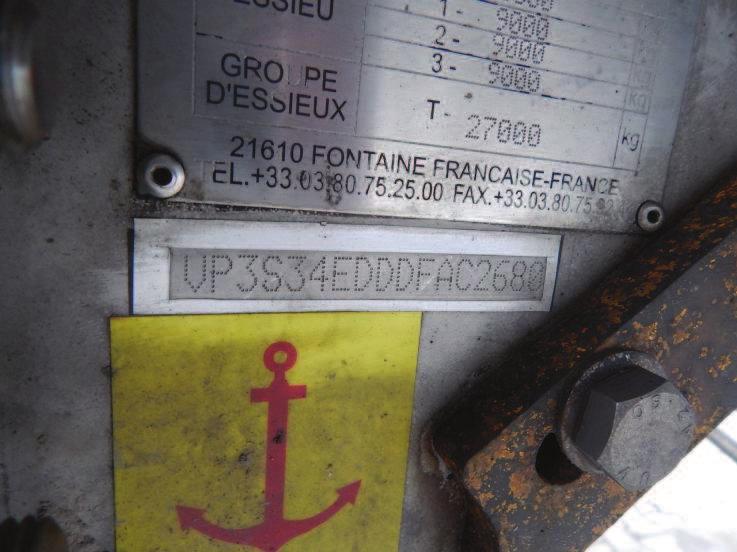 D'ESSIEU
1- 9000
2- 9000
3- 9000
kg
GROUPE
D'ESSIEUX
T- 27000 kg
21610 FONTAINE FRANCAISE-FRANCE
TEL.+33.03.80.75.25.00 FAX.+33.03.80.75.
VP3S34EDDDFAC2680